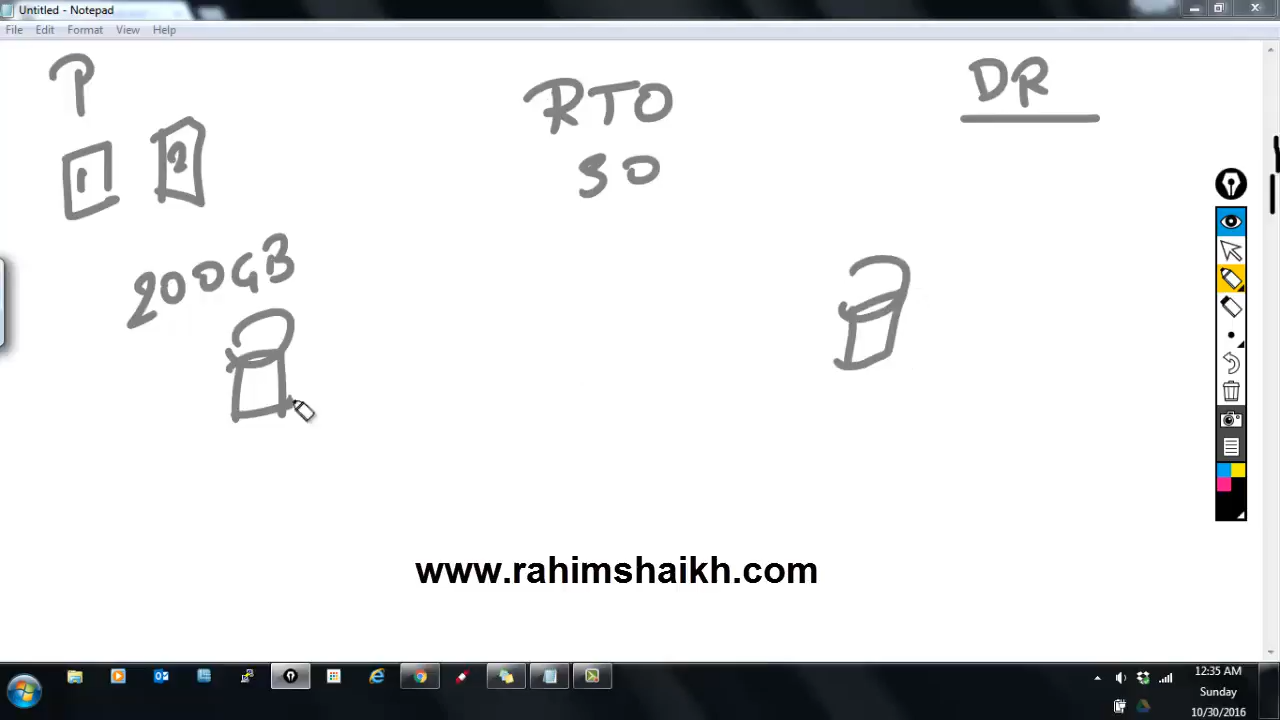 Untitled - Notepad
File Edit Format View Help
P
RTO
DR
1 2
30
200GB
www.rahimshaikh.com
12:35 AM
Sunday
10/30/2016